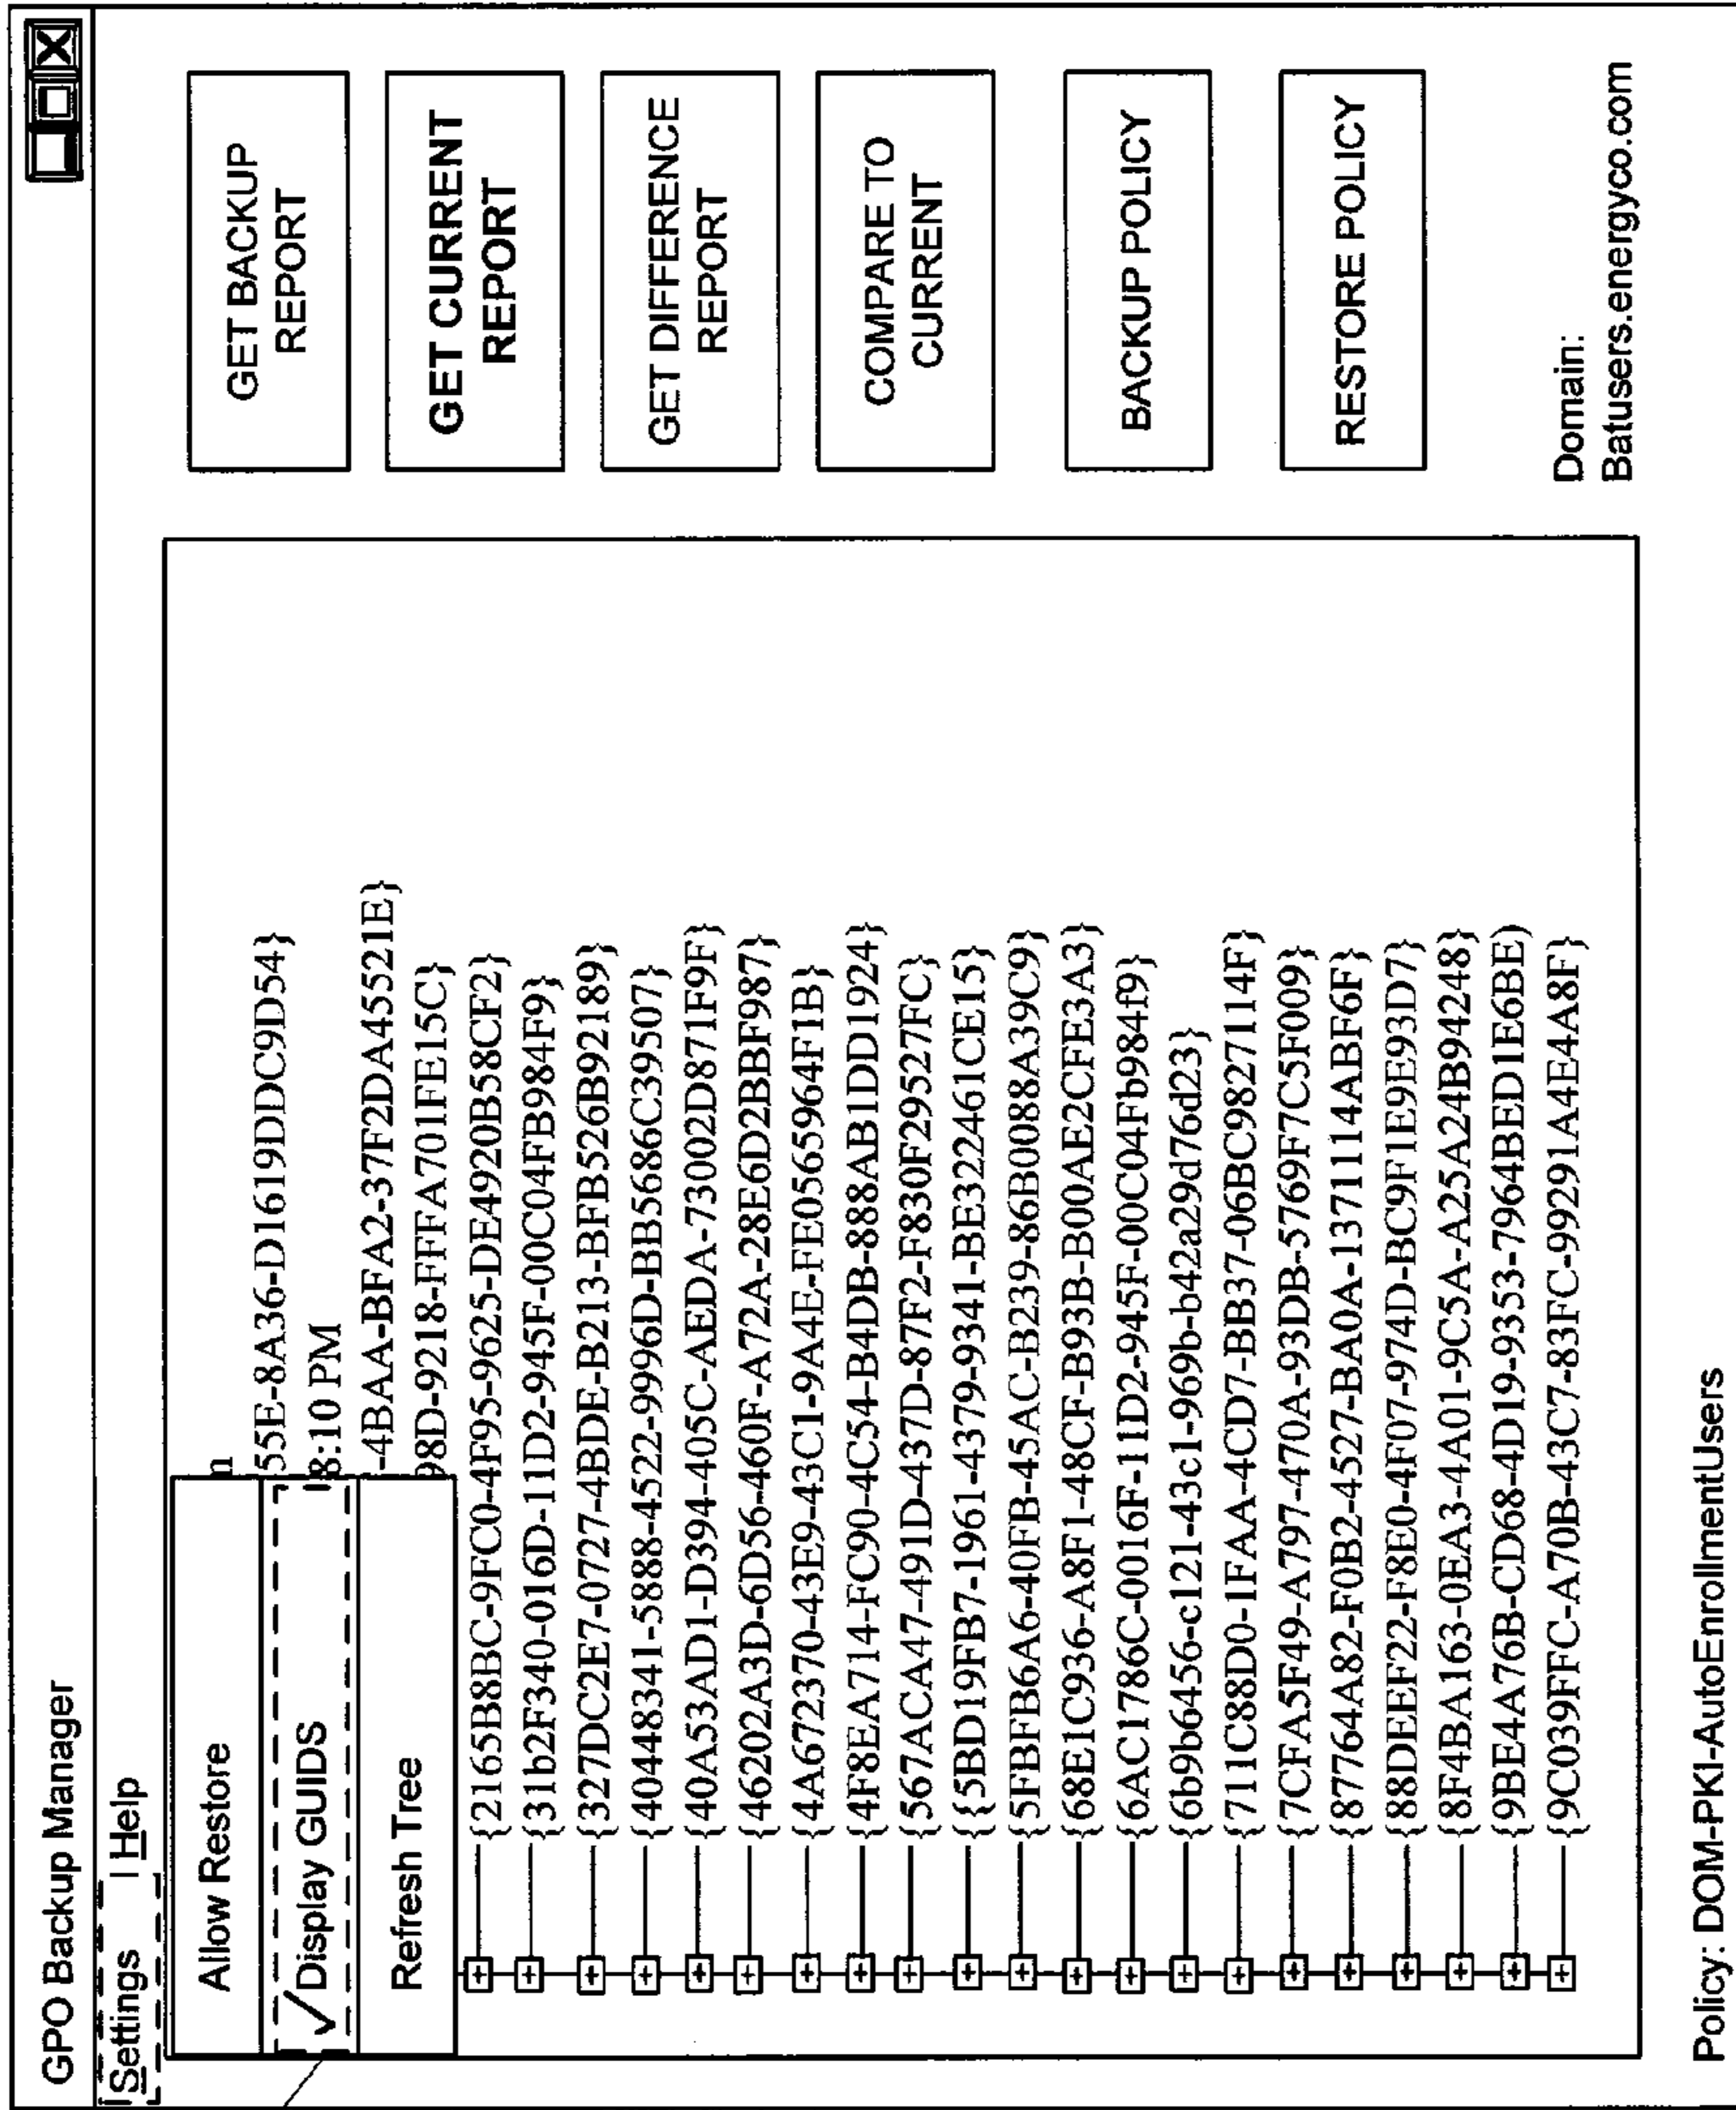 GPO Backup Manager
Settings | Help
Allow Restore
n
✓Display GUIDS
55E-8A36-D1619DDC9D54}
8:10 PM
Refresh Tree
-4BAA-BFA2-37F2DA45521E}
98D-9218-FFFA701FE15C}
{2165B8BC-9FC0-4F95-9625-DE4920B58CF2}
{31b2F340-016D-11D2-945F-00C04FB984F9}
{327DC2E7-0727-4BDE-B213-BFB526B92189}
{40448341-5888-4522-9996D-BB5686C39507}
{40A53AD1-D394-405C-AEDA-73002D871F9F}
{46202A3D-6D56-460F-A72A-28E6D2BBF987}
{4A672370-43E9-43C1-9A4E-FE0565964F1B}
{4F8EA714-FC90-4C54-B4DB-888AB1DD1924}
{567ACA47-491D-437D-87F2-F830F29527FC}
{{5BD19FB7-1961-4379-9341-BE322461CE15}
{5FBFB6A6-40FB-45AC-B239-86B0088A39C9}
{68E1C936-A8F1-48CF-B93B-B00AE2CFE3A3}
{6AC1786C-0016F-11D2-945F-00C04Fb984f9}
{6b9b6456-c121-43c1-969b-b42a29d76d23}
{711C88D0-1FAA-4CD7-BB37-06BC9827114F}
{7CFA5F49-A797-470A-93DB-5769F7C5F009}
{87764A82-F0B2-4527-BA0A-1371114ABF6F}
{88DEEF22-F8E0-4F07-974D-BC9F1E9E93D7}
{8F4BA163-0EA3-4A01-9C5A-A25A24B94248}
{9BE4A76B-CD68-4D19-9353-7964BED1E6BE)
{9C039FFC-A70B-43C7-83FC-99291A4E4A8F}
GET BACKUP
REPORT
GET CURRENT
REPORT
GET DIFFERENCE
REPORT
COMPARE TO
CURRENT
BACKUP POLICY
RESTORE POLICY
Domain:
Batusers.energyco.com
Policy: DOM-PKI-AutoEnrollmentUsers